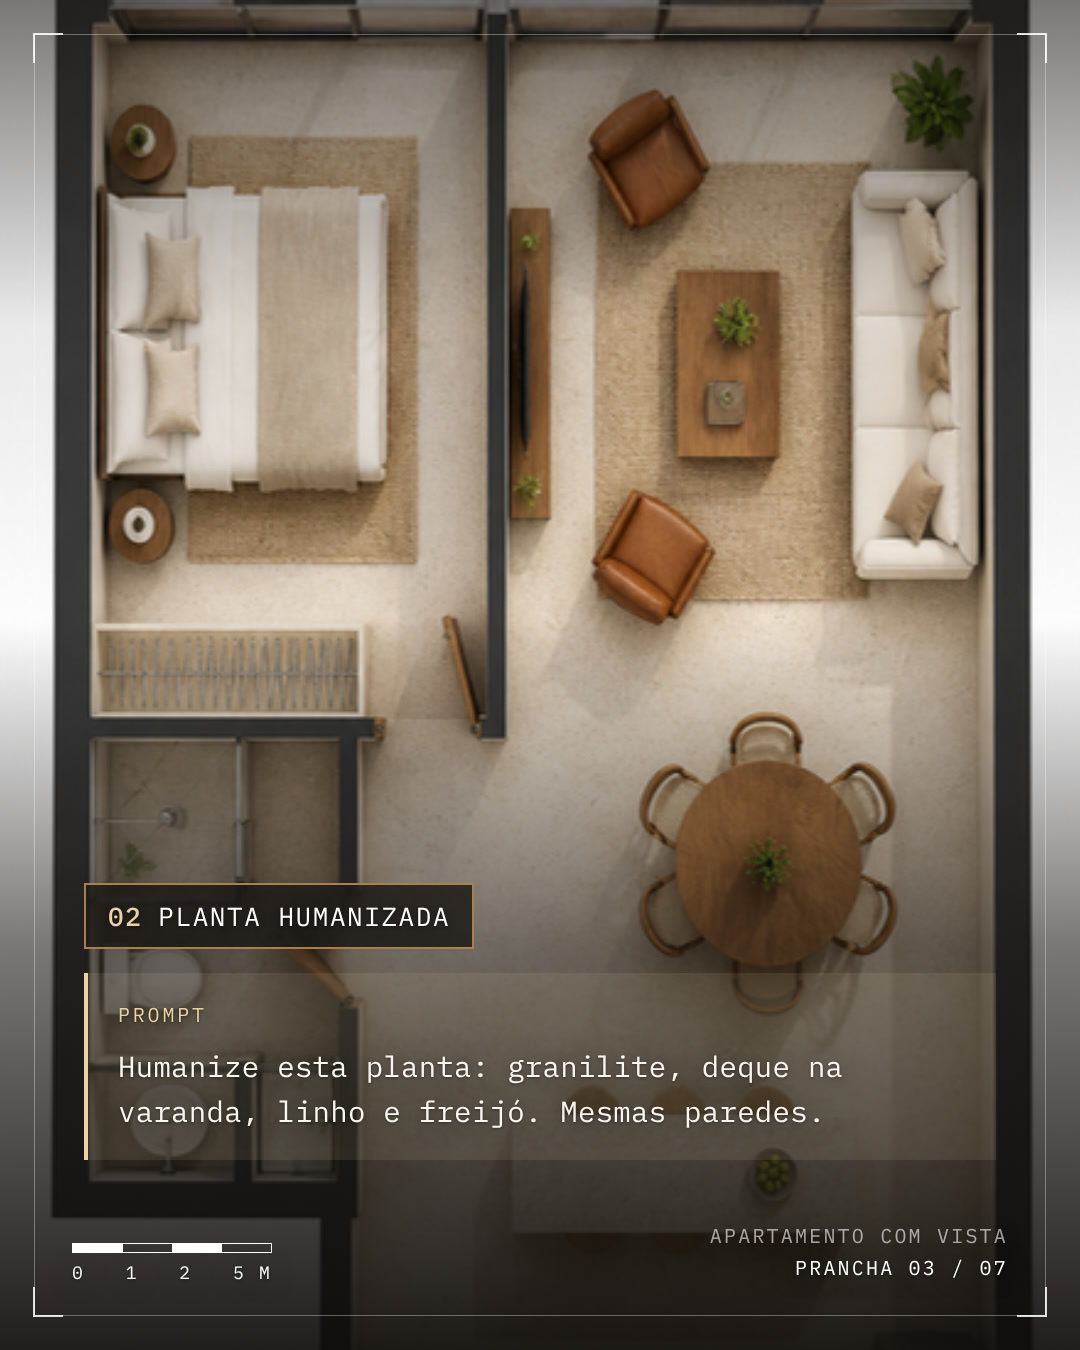 02 PLANTA HUMANIZADA
PROMPT
Humanize esta planta: granilite, deque na
varanda, linho e freijó. Mesmas paredes.
0 1 2 5 M
APARTAMENTO COM VISTA
PRANCHA 03 / 07